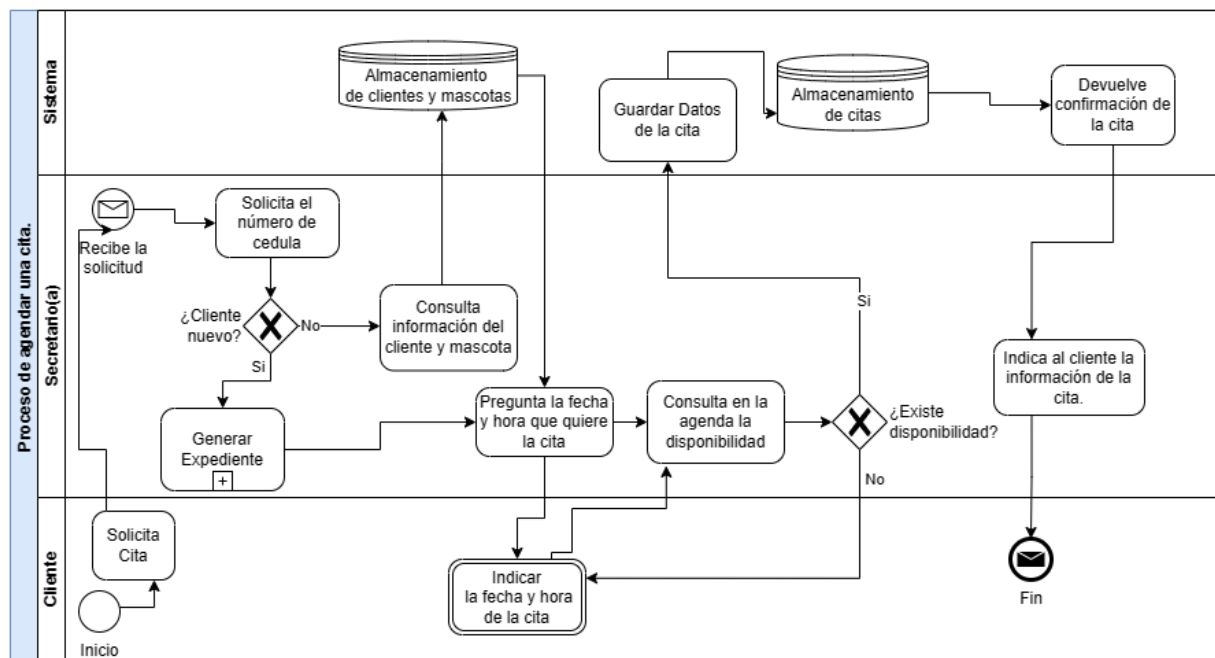 Proceso de agendar una cita.
Sistema
Almacenamiento
de clientes y mascotas
Guardar Datos
de la cita
Almacenamiento
de citas
Devuelve
confirmación de
la cita
Secretario(a)
Recibe la
solicitud
Solicita el
número de
cedula
¿Cliente
nuevo?
No
Si
Consulta
información del
cliente y mascota
Generar
Expediente
Pregunta la fecha
y hora que quiere
la cita
Consulta en la
agenda la
disponibilidad
Si
¿Existe
disponibilidad?
No
Indica al cliente la
información de la
cita.
Cliente
Solicita
Cita
Inicio
Indicar
la fecha y hora
de la cita
Fin